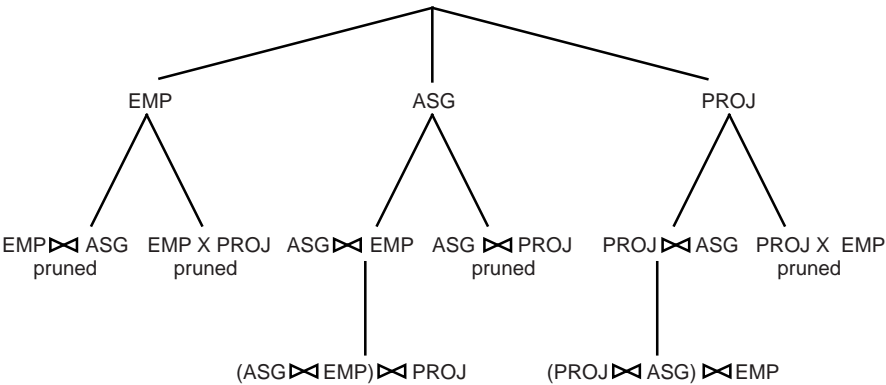 EMP ASG PROJ
EMP ⋈ ASG EMP X PROJ ASG ⋈ EMP ASG ⋈ PROJ PROJ ⋈ ASG PROJ X EMP
pruned pruned pruned pruned
(ASG ⋈ EMP) ⋈ PROJ (PROJ ⋈ ASG) ⋈ EMP